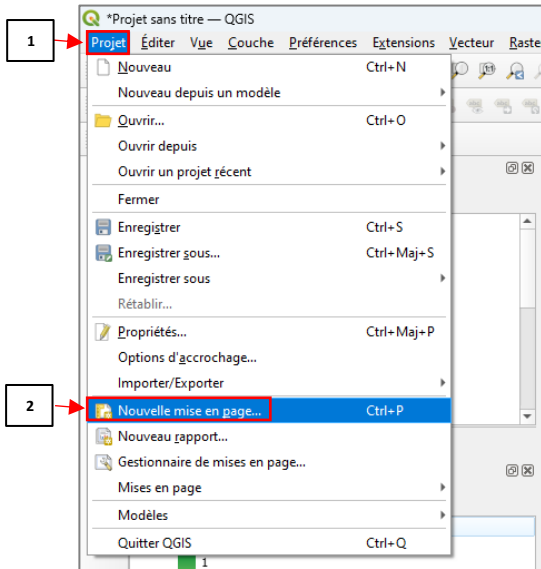 *Projet sans titre — QGIS
1
Projet Éditer Vue Couche Préférences Extensions Vecteur Raste
Nouveau Ctrl+N
Nouveau depuis un modèle
Ouvrir... Ctrl+O
Ouvrir depuis
Ouvrir un projet récent
Fermer
Enregistrer Ctrl+S
Enregistrer sous... Ctrl+Maj+S
Enregistrer sous
Rétablir...
Propriétés... Ctrl+Maj+P
Options d'accrochage...
Importer/Exporter
2
Nouvelle mise en page... Ctrl+P
Nouveau rapport...
Gestionnaire de mises en page...
Mises en page
Modèles
Quitter QGIS Ctrl+Q
1